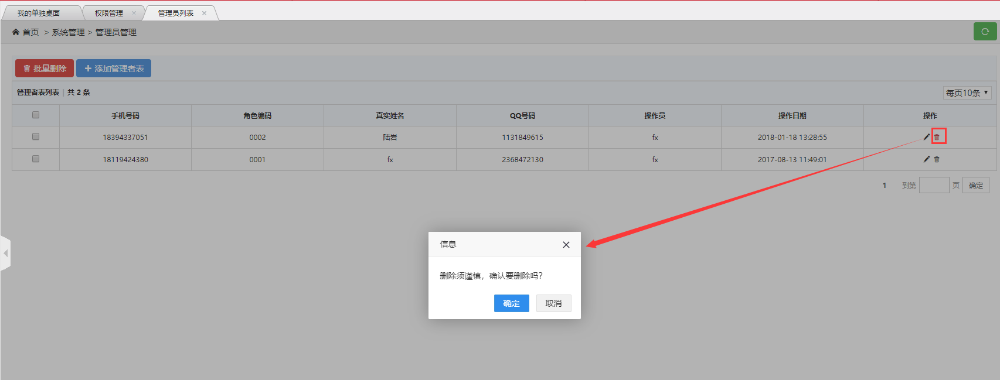 我的单独桌面 权限管理 管理员列表
首页 > 系统管理 > 管理员管理
批量删除 添加管理者表
管理者表列表 | 共 2 条 每页10条
手机号码 角色编码 真实姓名 QQ号码 操作员 操作日期 操作
18394337051 0002 陆岩 1131849615 fx 2018-01-18 13:28:55
18119424380 0001 fx 2368472130 fx 2017-08-13 11:49:01
1 到第 页 确定
信息
删除须谨慎，确认要删除吗？
确定 取消